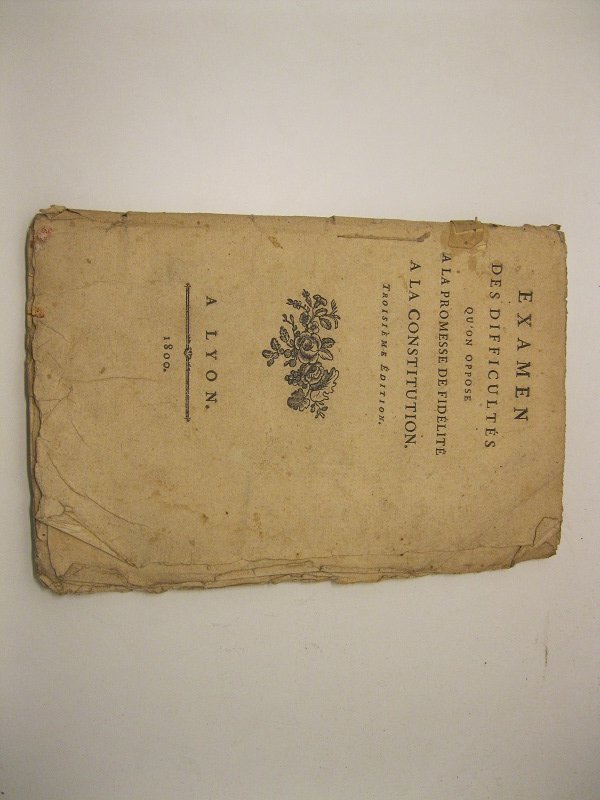 EXAMEN
DES DIFFICULTÉS
QU'ON OPPOSE
A LA PROMESSE DE FIDÉLITÉ
A LA CONSTITUTION.
TROISIÈME ÉDITION.
A LYON.
1800.